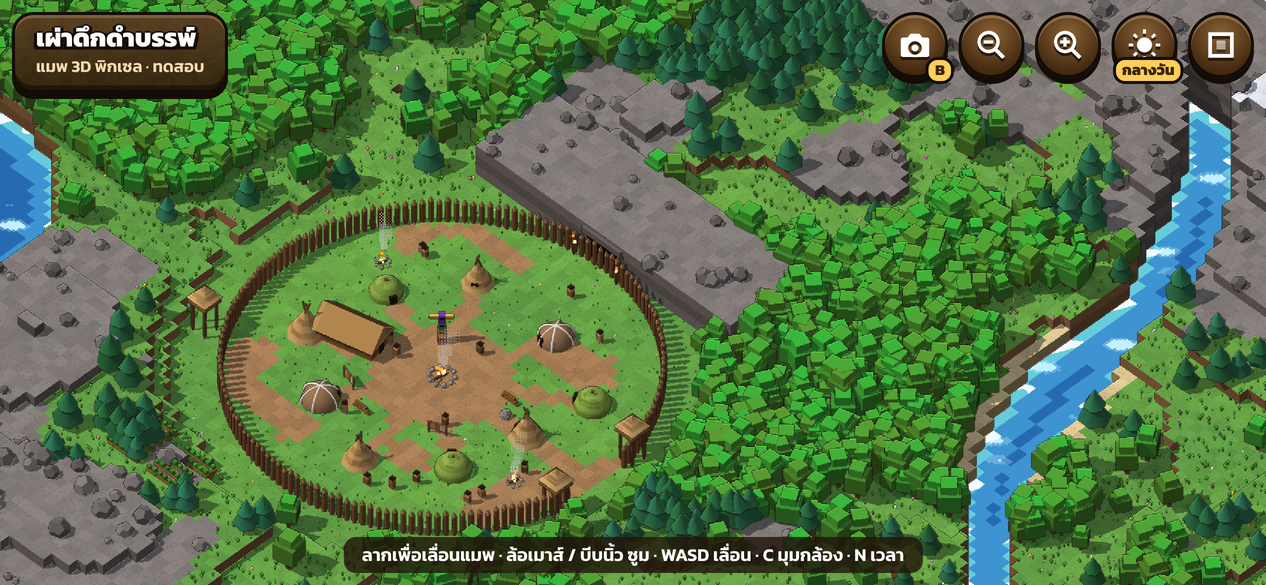 เผ่าดึกดำบรรพ์
แมพ 3D พิกเซล · ทดสอบ
B
กลางวัน
ลากเพื่อเลื่อนแมพ · ล้อเมาส์ / บีบนิ้ว ซูม · WASD เลื่อน · C มุมกล้อง · N เวลา